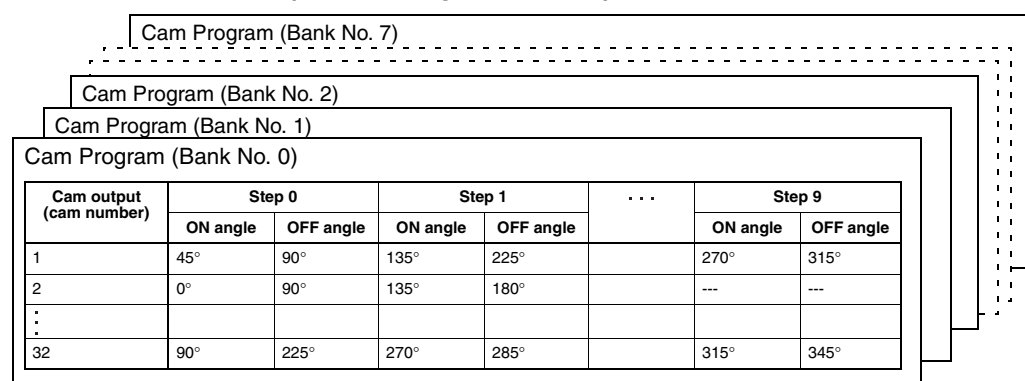 Cam Program (Bank No. 7)
Cam Program (Bank No. 2)
Cam Program (Bank No. 1)
Cam Program (Bank No. 0)
Cam output (cam number) Step 0 Step 1 . . . Step 9
ON angle OFF angle ON angle OFF angle ON angle OFF angle
1 45° 90° 135° 225° 270° 315°
2 0° 90° 135° 180° --- ---
:
32 90° 225° 270° 285° 315° 345°